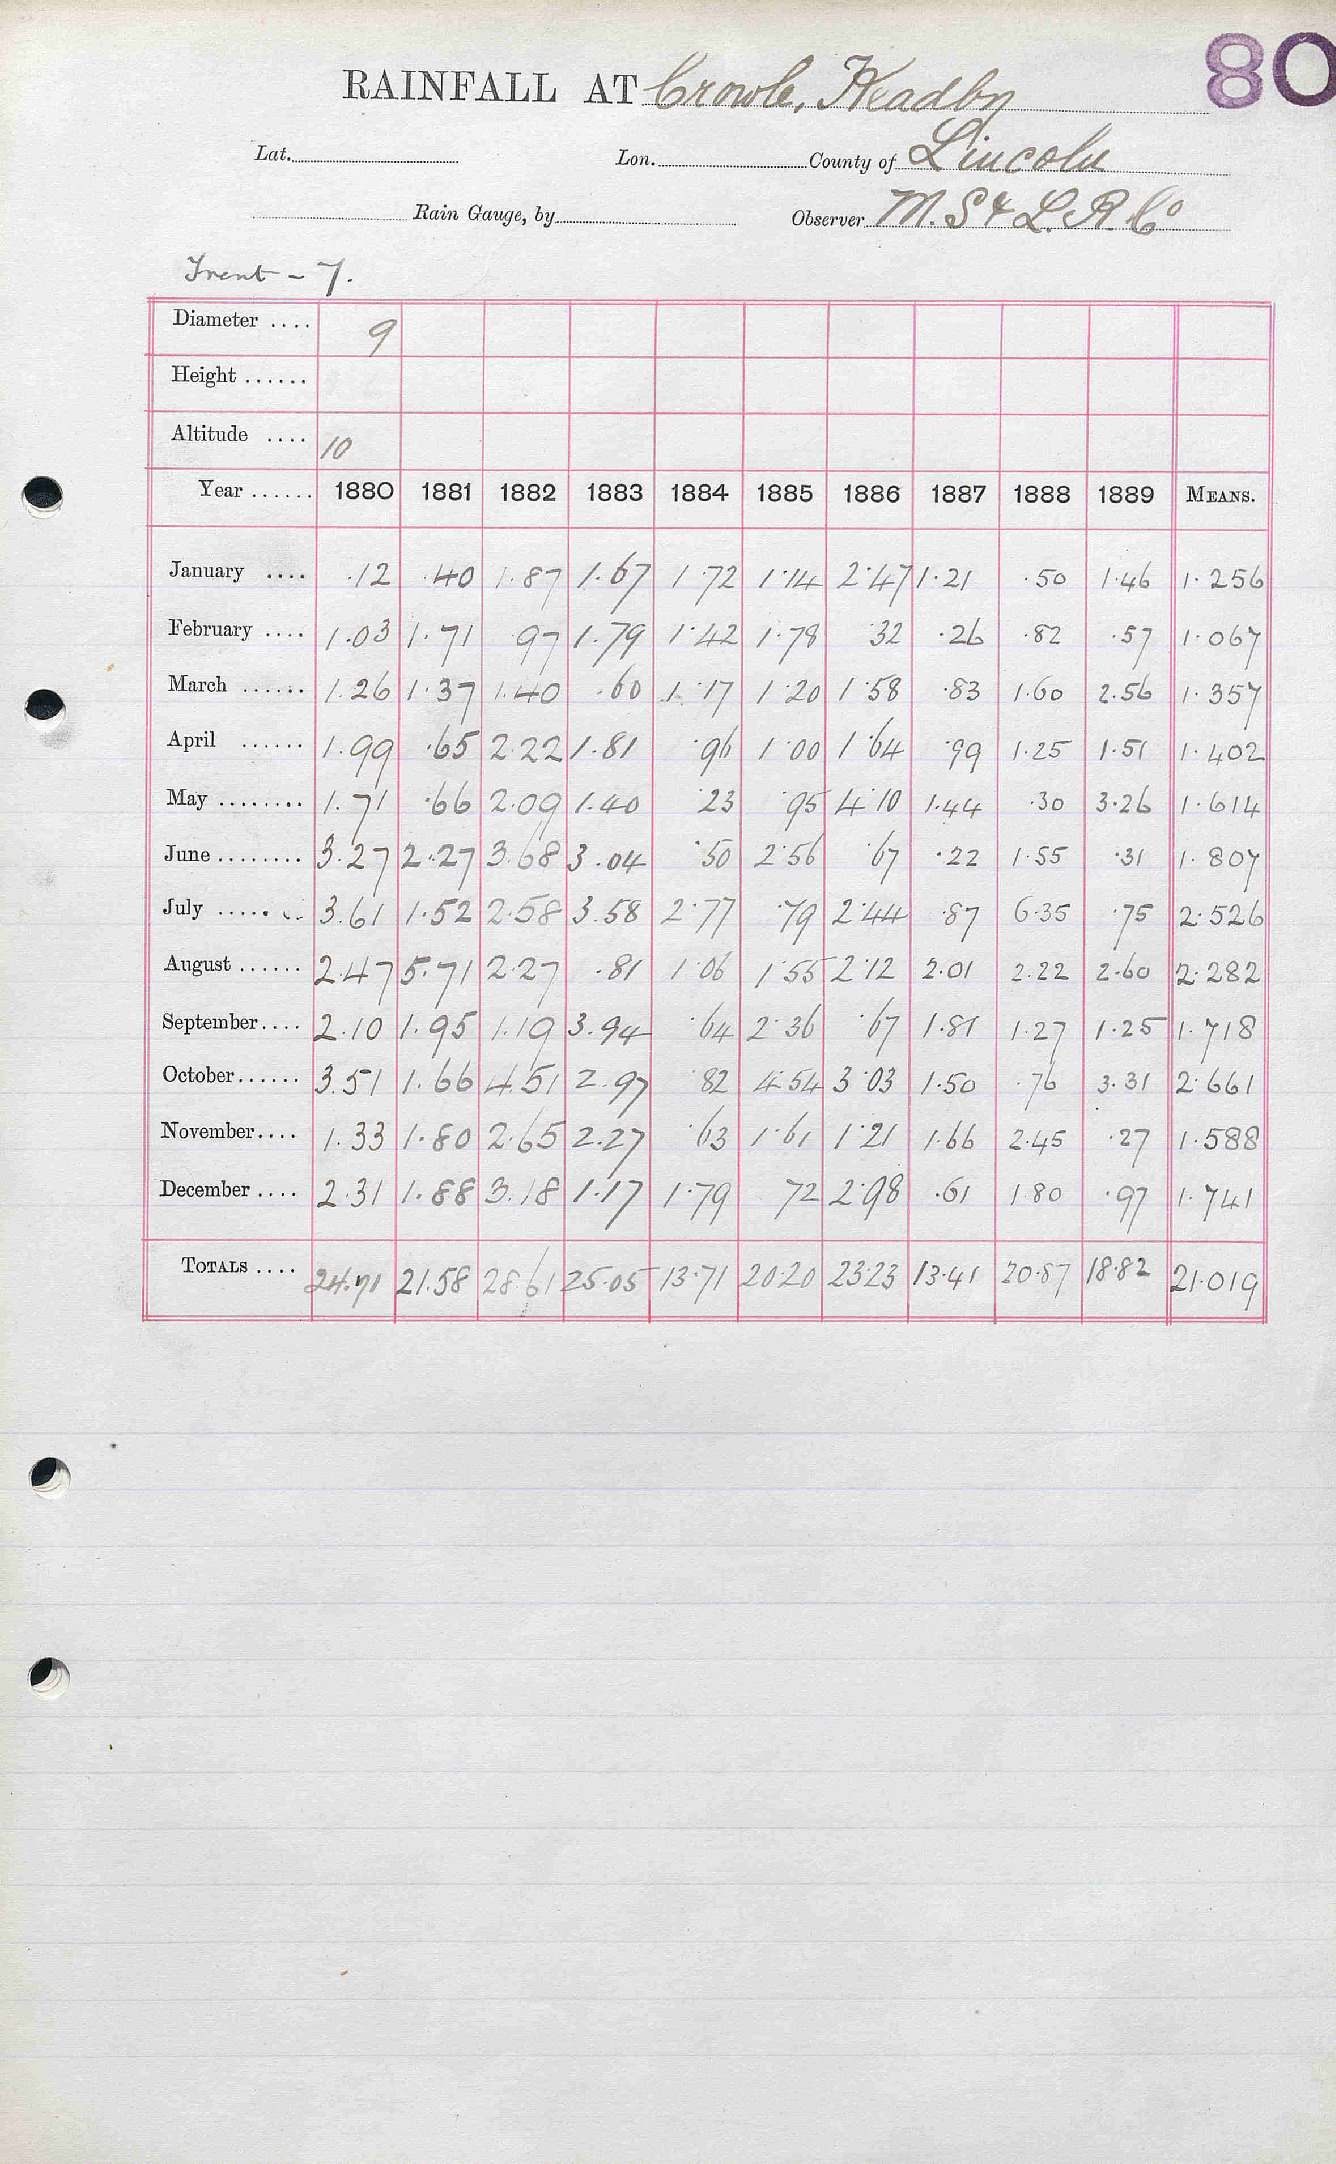 80
RAINFALL AT Crowle, Keadby
Lat. Lon. County of Lincoln
Rain Gauge, by Observer M. S & L. R. Co
Trent - 7.
Diameter .... 9
Height ......
Altitude .... 10
Year ...... 1880 1881 1882 1883 1884 1885 1886 1887 1888 1889 MEANS.
January .... .12 .40 1.87 1.67 1.72 1.14 2.47 1.21 .50 1.46 1.256
February .... 1.03 1.71 .97 1.79 1.42 1.78 .32 .26 .82 .57 1.067
March ...... 1.26 1.37 1.40 .60 1.17 1.20 1.58 .83 1.60 2.56 1.357
April ...... 1.99 .65 2.22 1.81 .96 1.00 1.64 .99 1.25 1.51 1.402
May ........ 1.71 .66 2.09 1.40 .23 .95 4.10 1.44 .30 3.26 1.614
June ........ 3.27 2.27 3.68 3.04 .50 2.56 .67 .22 1.55 .31 1.807
July ........ 3.61 1.52 2.58 3.58 2.77 .79 2.44 .87 6.35 .75 2.526
August ...... 2.47 5.71 2.27 .81 1.06 1.55 2.12 2.01 2.22 2.60 2.282
September.... 2.10 1.95 1.19 3.94 .64 2.36 .67 1.81 1.27 1.25 1.718
October...... 3.51 1.66 4.51 2.97 .82 4.54 3.03 1.50 .76 3.31 2.661
November.... 1.33 1.80 2.65 2.27 .63 1.61 1.21 1.66 2.45 .27 1.588
December .... 2.31 1.88 3.18 1.17 1.79 .72 2.98 .61 1.80 .97 1.741
TOTALS .... 24.71 21.58 28.61 25.05 13.71 20.20 23.23 13.41 20.87 18.82 21.019